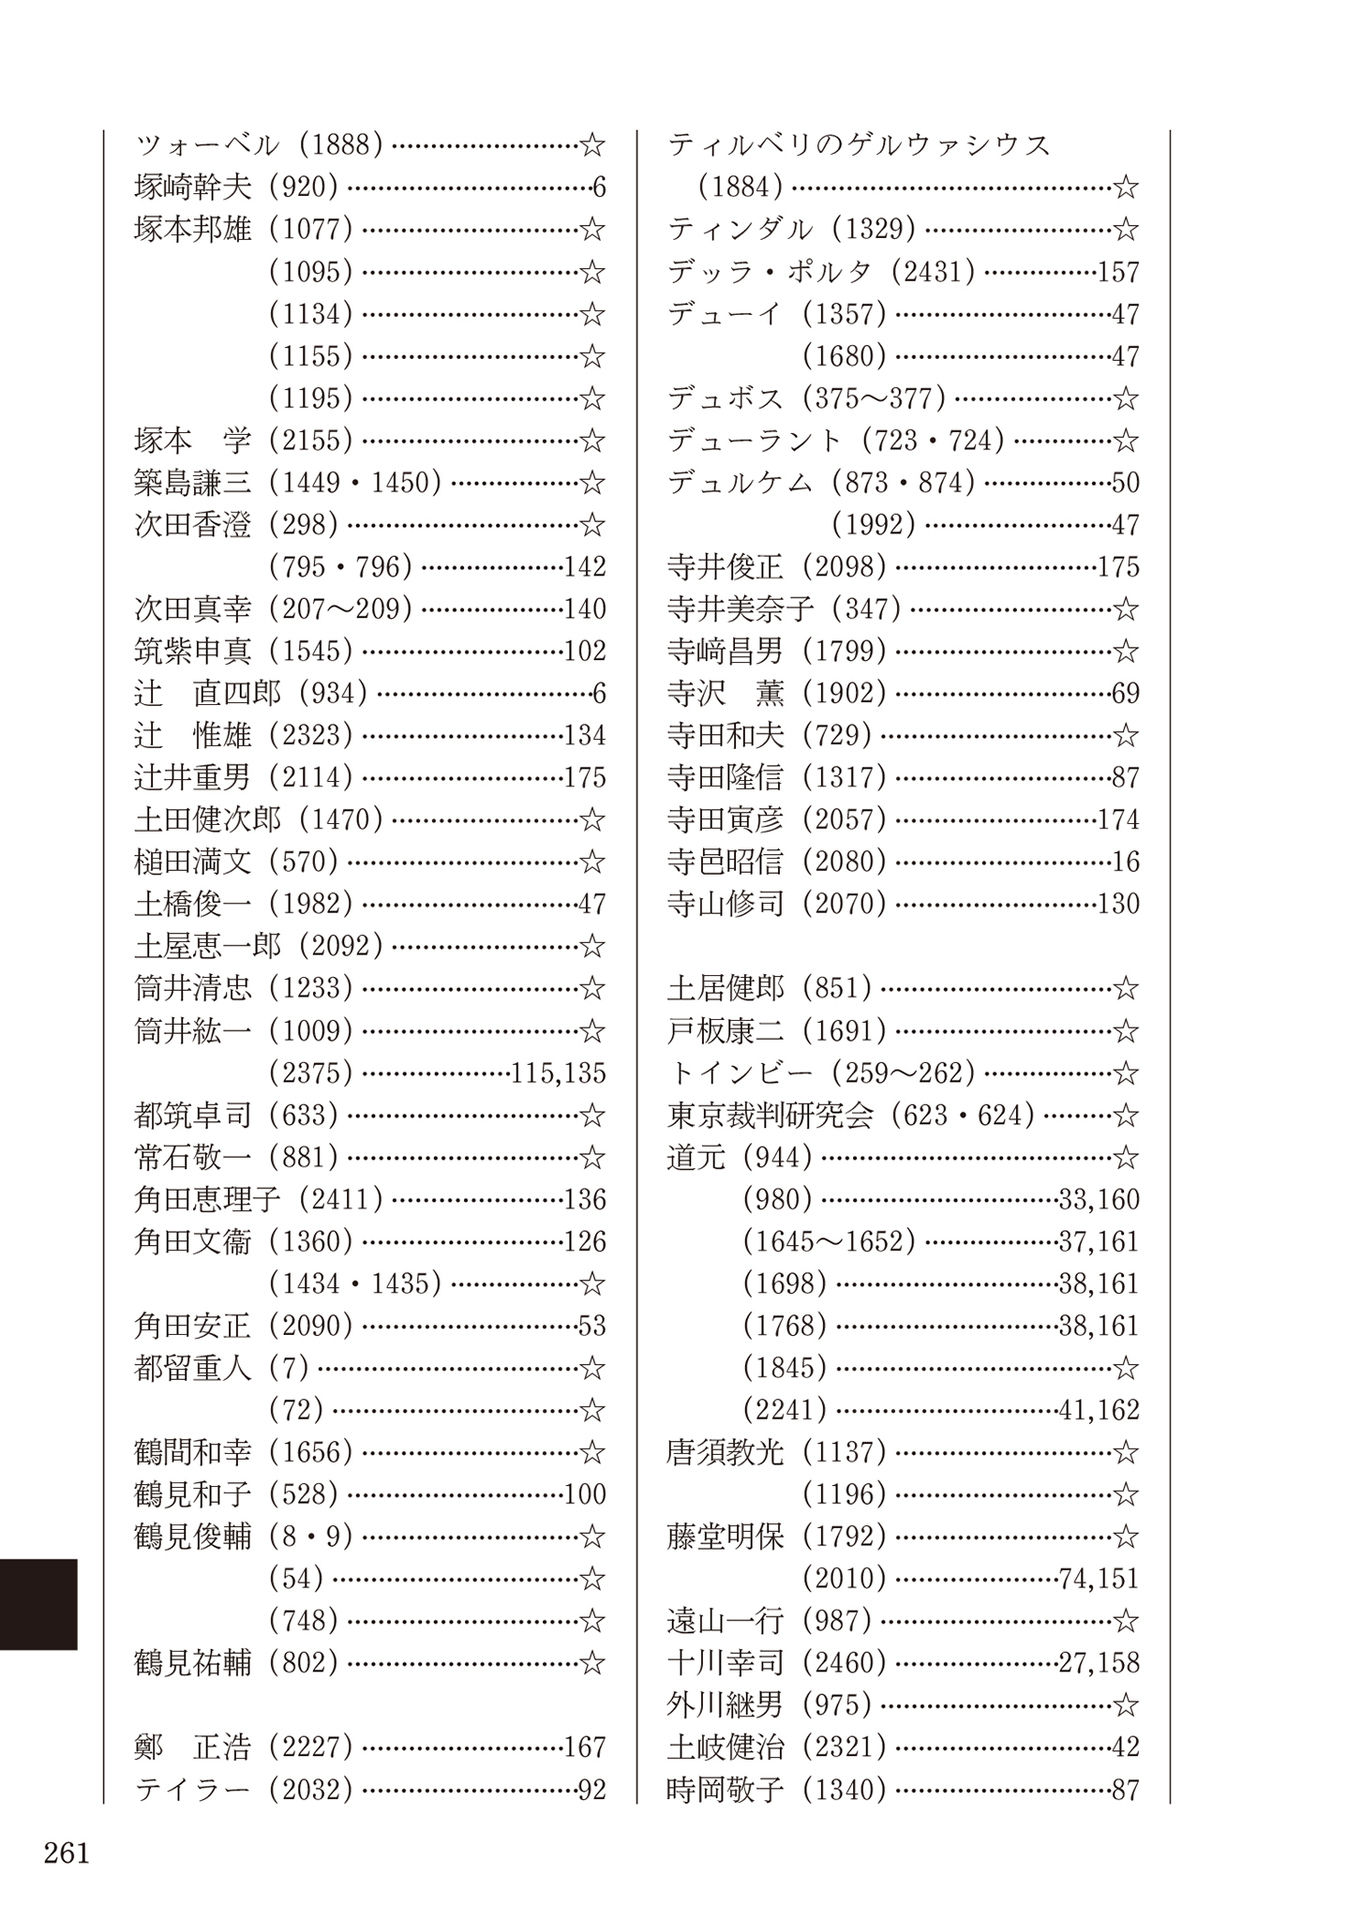 ツォーベル（1888）………………………☆
塚崎幹夫（920）……………………………6
塚本邦雄（1077）…………………………☆
（1095）…………………………☆
（1134）…………………………☆
（1155）…………………………☆
（1195）…………………………☆
塚本　学（2155）…………………………☆
築島謙三（1449・1450）………………☆
次田香澄（298）……………………………☆
（795・796）…………………142
次田真幸（207〜209）…………………140
筑紫申真（1545）………………………102
辻　直四郎（934）…………………………6
辻　惟雄（2323）………………………134
辻井重男（2114）………………………175
土田健次郎（1470）………………………☆
槌田満文（570）……………………………☆
土橋俊一（1982）…………………………47
土屋恵一郎（2092）………………………☆
筒井清忠（1233）…………………………☆
筒井紘一（1009）…………………………☆
（2375）…………………115,135
都筑卓司（633）……………………………☆
常石敬一（881）……………………………☆
角田恵理子（2411）……………………136
角田文衞（1360）………………………126
（1434・1435）………………☆
角田安正（2090）…………………………53
都留重人（7）………………………………☆
（72）……………………………☆
鶴間和幸（1656）…………………………☆
鶴見和子（528）…………………………100
鶴見俊輔（8・9）…………………………☆
（54）……………………………☆
（748）……………………………☆
鶴見祐輔（802）……………………………☆
鄭　正浩（2227）………………………167
テイラー（2032）…………………………92
ティルベリのゲルウァシウス
（1884）……………………………………☆
ティンダル（1329）………………………☆
デッラ・ポルタ（2431）……………157
デューイ（1357）…………………………47
（1680）…………………………47
デュボス（375〜377）…………………☆
デューラント（723・724）……………☆
デュルケム（873・874）………………50
（1992）………………………47
寺井俊正（2098）………………………175
寺井美奈子（347）…………………………☆
寺﨑昌男（1799）…………………………☆
寺沢　薫（1902）…………………………69
寺田和夫（729）……………………………☆
寺田隆信（1317）…………………………87
寺田寅彦（2057）………………………174
寺邑昭信（2080）…………………………16
寺山修司（2070）………………………130
土居健郎（851）……………………………☆
戸板康二（1691）…………………………☆
トインビー（259〜262）………………☆
東京裁判研究会（623・624）………☆
道元（944）…………………………………☆
（980）……………………………33,160
（1645〜1652）………………37,161
（1698）…………………………38,161
（1768）…………………………38,161
（1845）…………………………………☆
（2241）…………………………41,162
唐須教光（1137）…………………………☆
（1196）…………………………☆
藤堂明保（1792）…………………………☆
（2010）…………………74,151
遠山一行（987）……………………………☆
十川幸司（2460）…………………27,158
外川継男（975）……………………………☆
土岐健治（2321）…………………………42
時岡敬子（1340）…………………………87
261